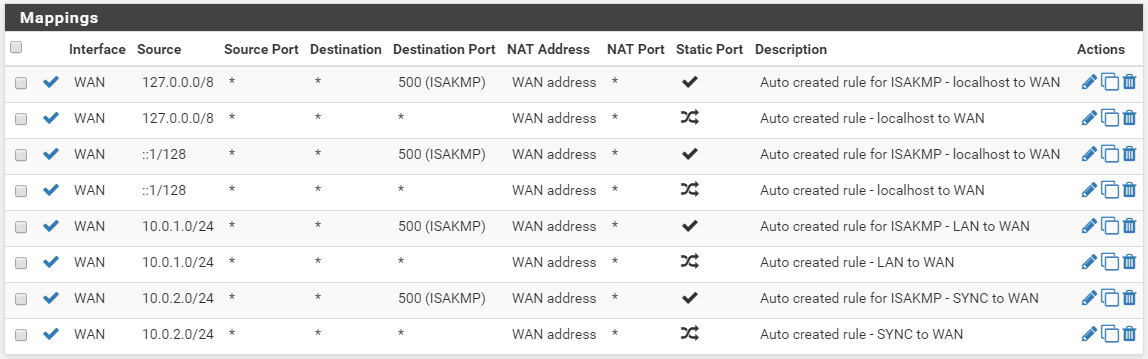 Mappings
Interface Source Source Port Destination Destination Port NAT Address NAT Port Static Port Description Actions
WAN 127.0.0.0/8 * * 500 (ISAKMP) WAN address * Auto created rule for ISAKMP - localhost to WAN
WAN 127.0.0.0/8 * * * WAN address * Auto created rule - localhost to WAN
WAN ::1/128 * * 500 (ISAKMP) WAN address * Auto created rule for ISAKMP - localhost to WAN
WAN ::1/128 * * * WAN address * Auto created rule - localhost to WAN
WAN 10.0.1.0/24 * * 500 (ISAKMP) WAN address * Auto created rule for ISAKMP - LAN to WAN
WAN 10.0.1.0/24 * * * WAN address * Auto created rule - LAN to WAN
WAN 10.0.2.0/24 * * 500 (ISAKMP) WAN address * Auto created rule for ISAKMP - SYNC to WAN
WAN 10.0.2.0/24 * * * WAN address * Auto created rule - SYNC to WAN